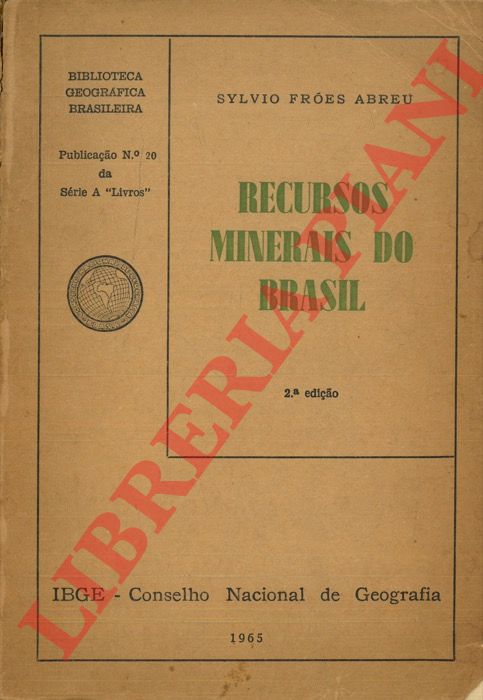 BIBLIOTECA
GEOGRÁFICA
BRASILEIRA
Publicação N.º 20
da
Série A "Livros"
SYLVIO FRÓES ABREU
RECURSOS
MINERAIS DO
BRASIL
2.ª edição
IBGE - Conselho Nacional de Geografia
1965
LIBRERIA PIANI